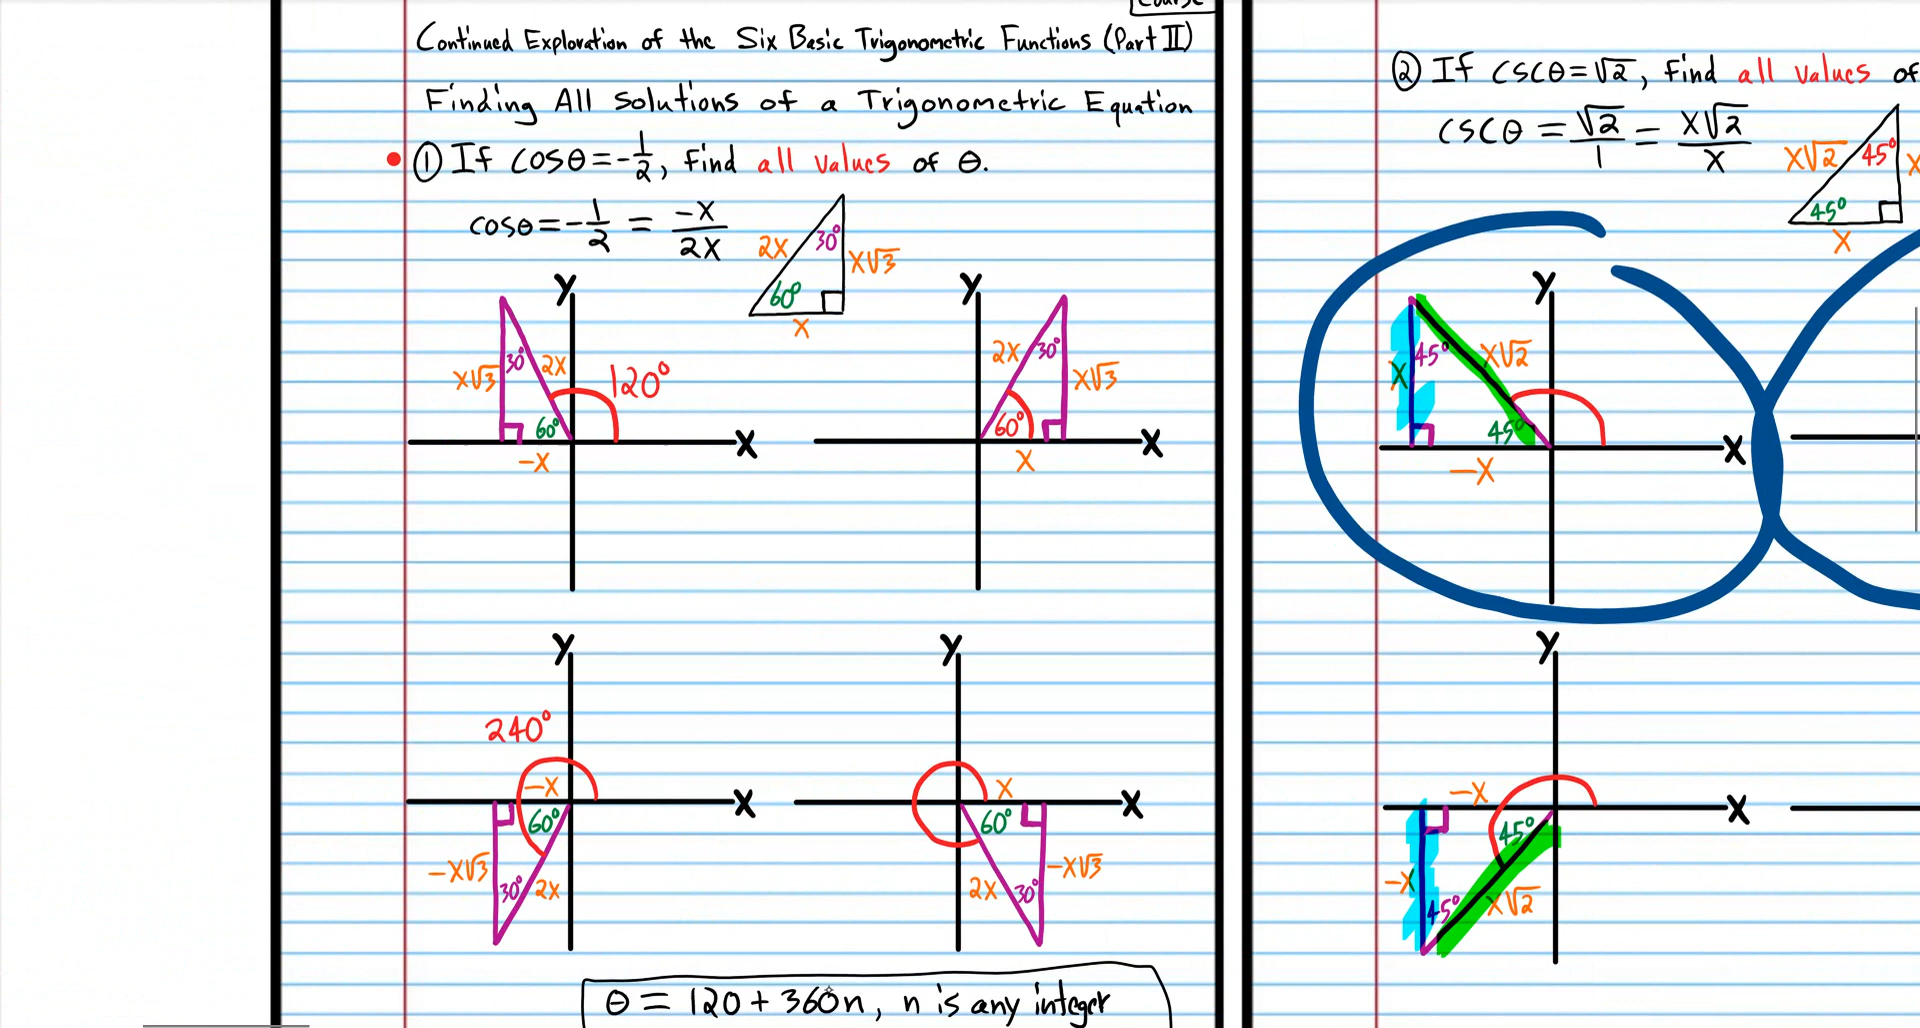 Course
Continued Exploration of the Six Basic Trigonometric Functions (Part II)
Finding All Solutions of a Trigonometric Equation
① If cosθ = -1/2, find all values of θ.
cosθ = -1/2 = -x/2x
2x 30° x√3
60°
x
y
30° 2x
x√3 120°
60°
x
-x
y
2x 30°
x√3
60°
x
x
y
240°
-x
x
60°
-x√3
30° 2x
y
x
x
60°
-x√3
2x 30°
θ = 120 + 360n, n is any integer
② If cscθ = √2, find all values of
cscθ = √2/1 = x√2/x
x√2 45° x
45°
x
y
45° x√2
x
45°
x
-x
y
-x
x
45°
-x
45° x√2